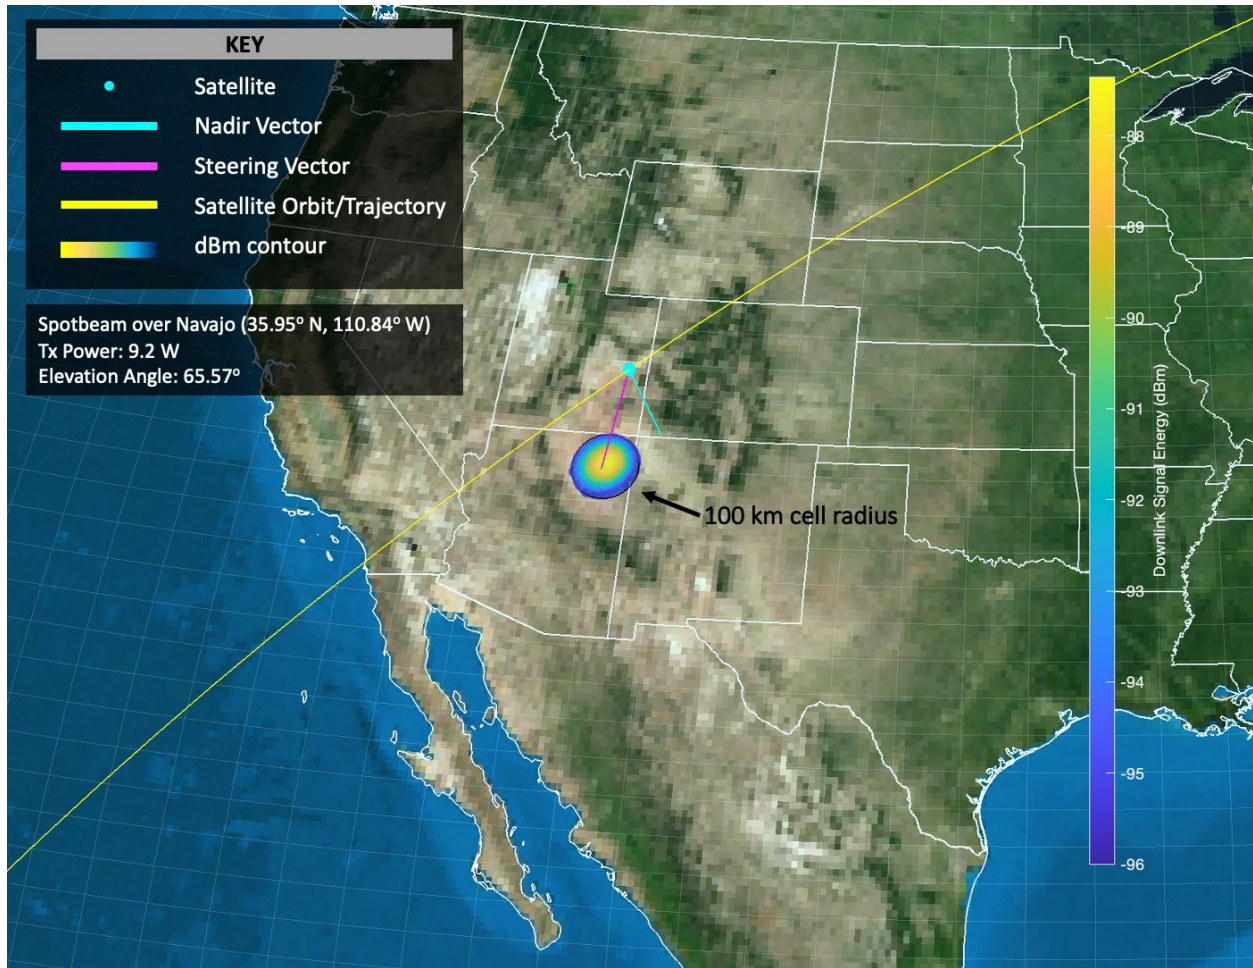 KEY
Satellite
Nadir Vector
Steering Vector
Satellite Orbit/Trajectory
dBm contour
Spotbeam over Navajo (35.95° N, 110.84° W)
Tx Power: 9.2 W
Elevation Angle: 65.57°
100 km cell radius
-88
-89
-90
-91
-92
-93
-94
-95
-96
Downlink Signal Energy (dBm)